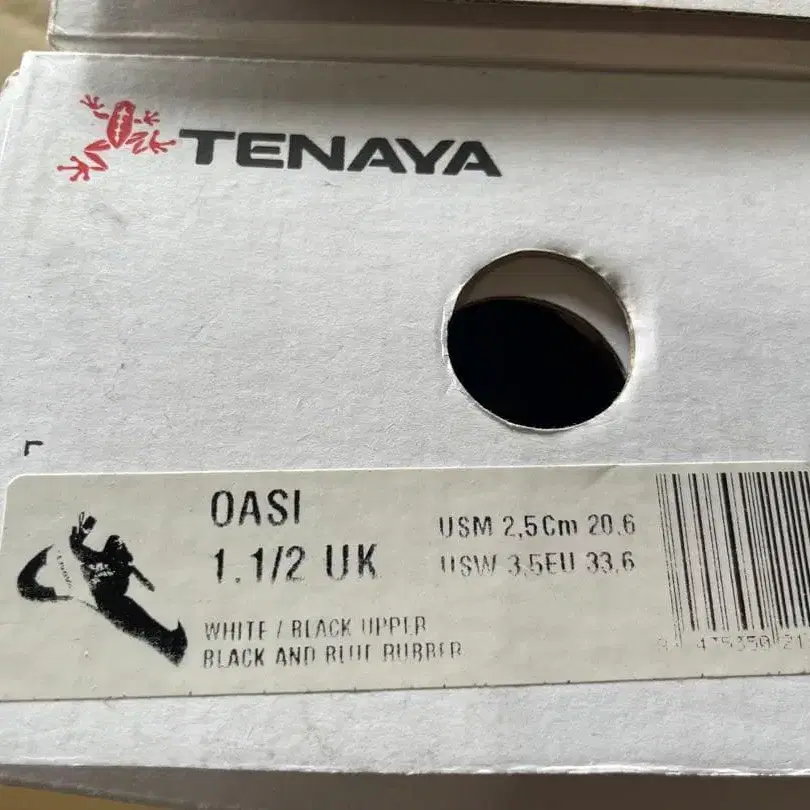 TENAYA
OASI
1.1/2 UK
USM 2,5Cm 20.6
USW 3,5EU 33,6
WHITE / BLACK UPPER
BLACK AND BLUE RUBBER